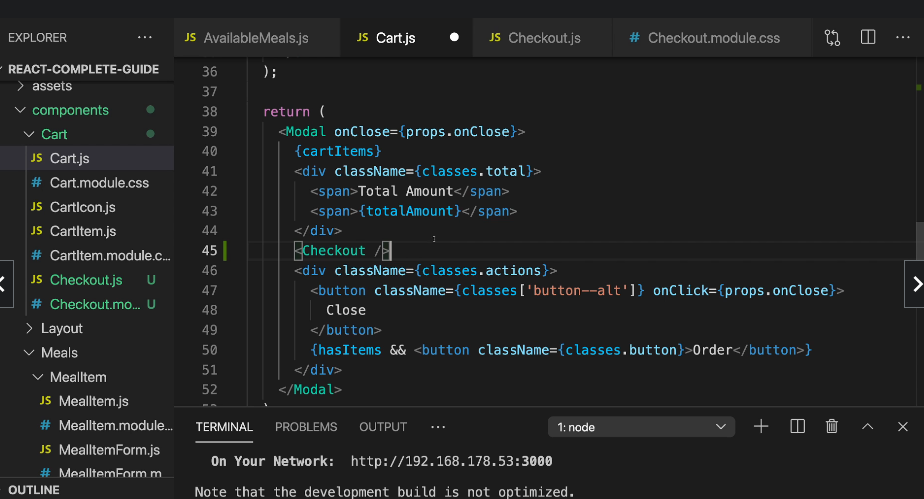 EXPLORER ...
JS AvailableMeals.js
JS Cart.js
JS Checkout.js
# Checkout.module.css
REACT-COMPLETE-GUIDE
assets
components
Cart
JS Cart.js
# Cart.module.css
JS CartIcon.js
JS CartItem.js
# CartItem.module.c...
JS Checkout.js U
# Checkout.mo... U
Layout
Meals
MealItem
JS MealItem.js
# MealItem.module...
JS MealItemForm.js
# MealItemForm.m
OUTLINE
36 );
37
38 return (
39 <Modal onClose={props.onClose}>
40 {cartItems}
41 <div className={classes.total}>
42 <span>Total Amount</span>
43 <span>{totalAmount}</span>
44 </div>
45 <Checkout />
46 <div className={classes.actions}>
47 <button className={classes['button--alt']} onClick={props.onClose}>
48 Close
49 </button>
50 {hasItems && <button className={classes.button}>Order</button>}
51 </div>
52 </Modal>
TERMINAL PROBLEMS OUTPUT ... 1: node
On Your Network: http://192.168.178.53:3000
Note that the development build is not optimized.